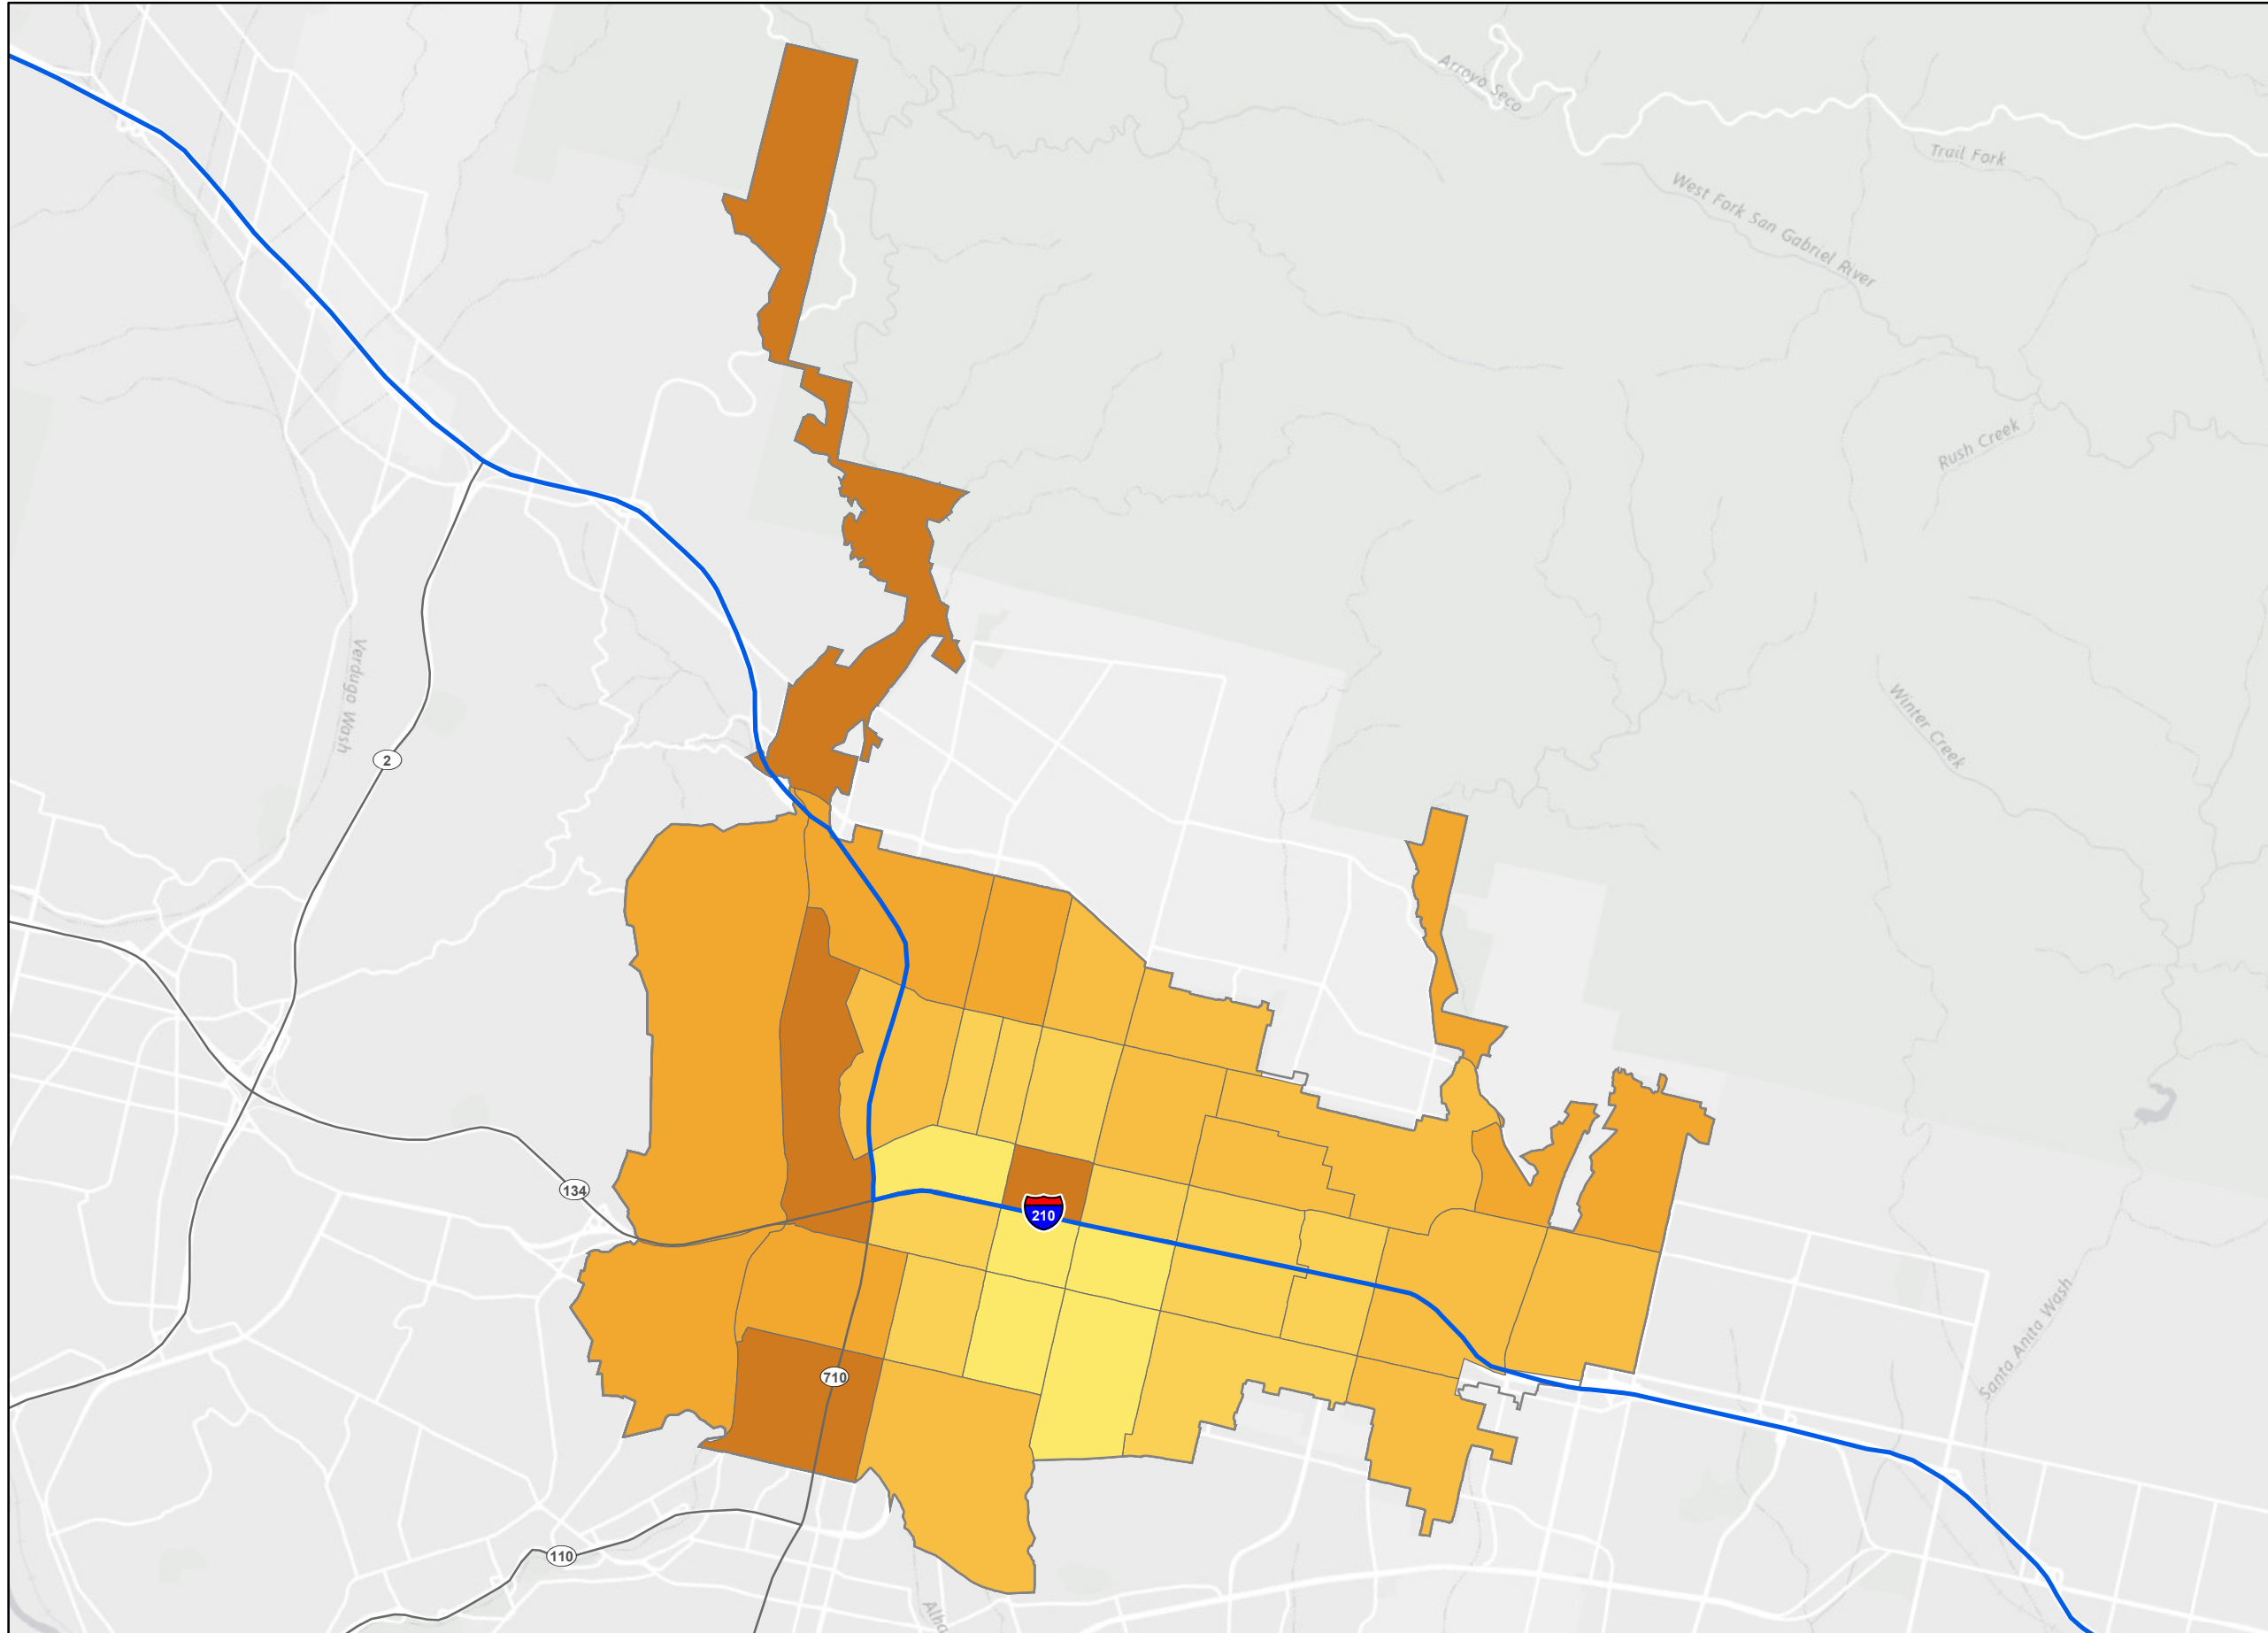 Arroyo Seco
Trail Fork
West Fork San Gabriel River
Rush Creek
Verdugo Wash
Winter Creek
2
134
210
Santa Anita Wash
710
110
Alha